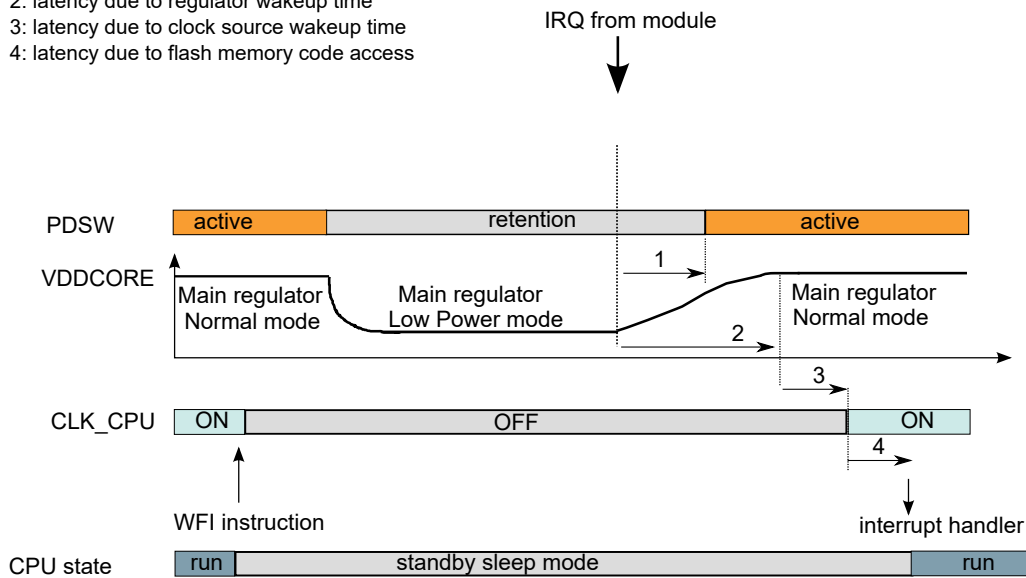 2: latency due to regulator wakeup time
3: latency due to clock source wakeup time
4: latency due to flash memory code access
IRQ from module
PDSW
active
retention
active
1
VDDCORE
Main regulator
Normal mode
Main regulator
Low Power mode
Main regulator
Normal mode
2
3
CLK_CPU
ON
OFF
ON
4
WFI instruction
interrupt handler
CPU state
run
standby sleep mode
run